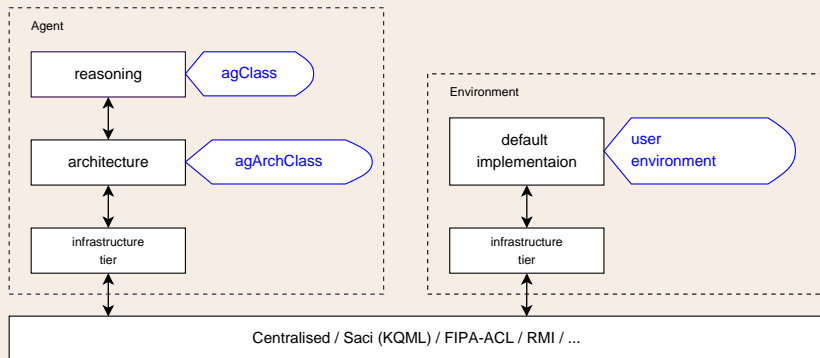 Agent
reasoning
agClass
architecture
agArchClass
infrastructure
tier
Environment
default
implementaion
user
environment
infrastructure
tier
Centralised / Saci (KQML) / FIPA-ACL / RMI / ...